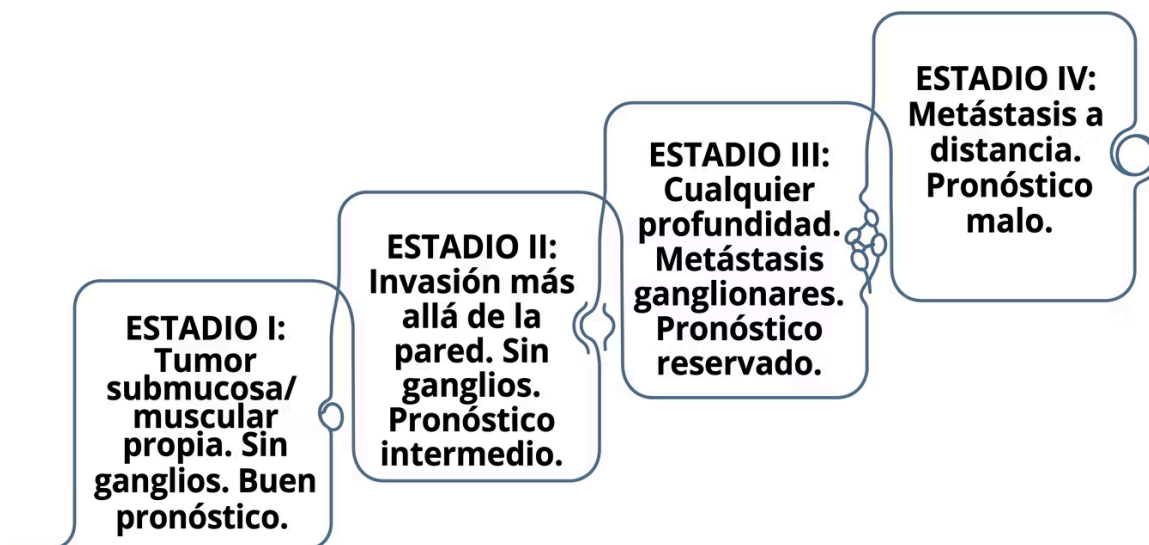 ESTADIO I:
Tumor
submucosa/
muscular
propia. Sin
ganglios. Buen
pronóstico.
ESTADIO II:
Invasión más
allá de la
pared. Sin
ganglios.
Pronóstico
intermedio.
ESTADIO III:
Cualquier
profundidad.
Metástasis
ganglionares.
Pronóstico
reservado.
ESTADIO IV:
Metástasis a
distancia.
Pronóstico
malo.